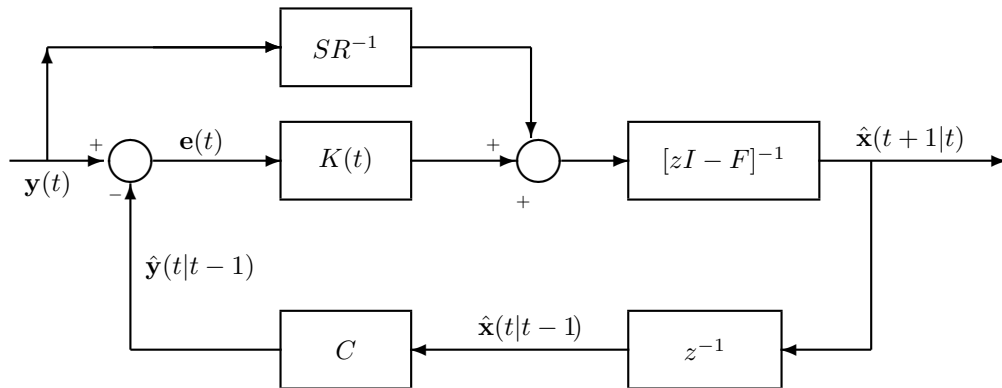 SR⁻¹
+
e(t)
K(t)
+
[zI − F]⁻¹
x̂(t+1|t)
y(t)
−
+
ŷ(t|t − 1)
x̂(t|t−1)
C
z⁻¹